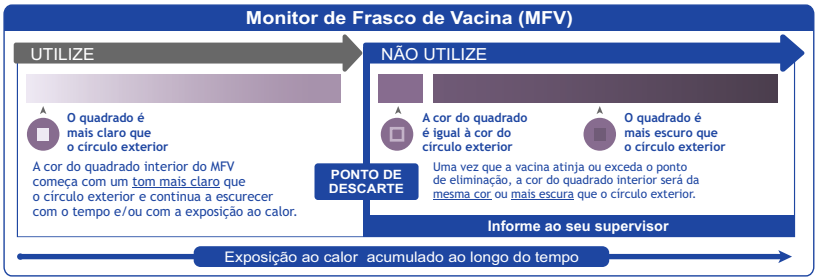 Monitor de Frasco de Vacina (MFV)
UTILIZE
O quadrado é
mais claro que
o círculo exterior
A cor do quadrado interior do MFV
começa com um tom mais claro que
o círculo exterior e continua a escurecer
com o tempo e/ou com a exposição ao calor.
PONTO DE
DESCARTE
NÃO UTILIZE
A cor do quadrado
é igual à cor do
círculo exterior
O quadrado é
mais escuro que
o círculo exterior
Uma vez que a vacina atinja ou exceda o ponto
de eliminação, a cor do quadrado interior será da
mesma cor ou mais escura que o círculo exterior.
Informe ao seu supervisor
Exposição ao calor acumulado ao longo do tempo